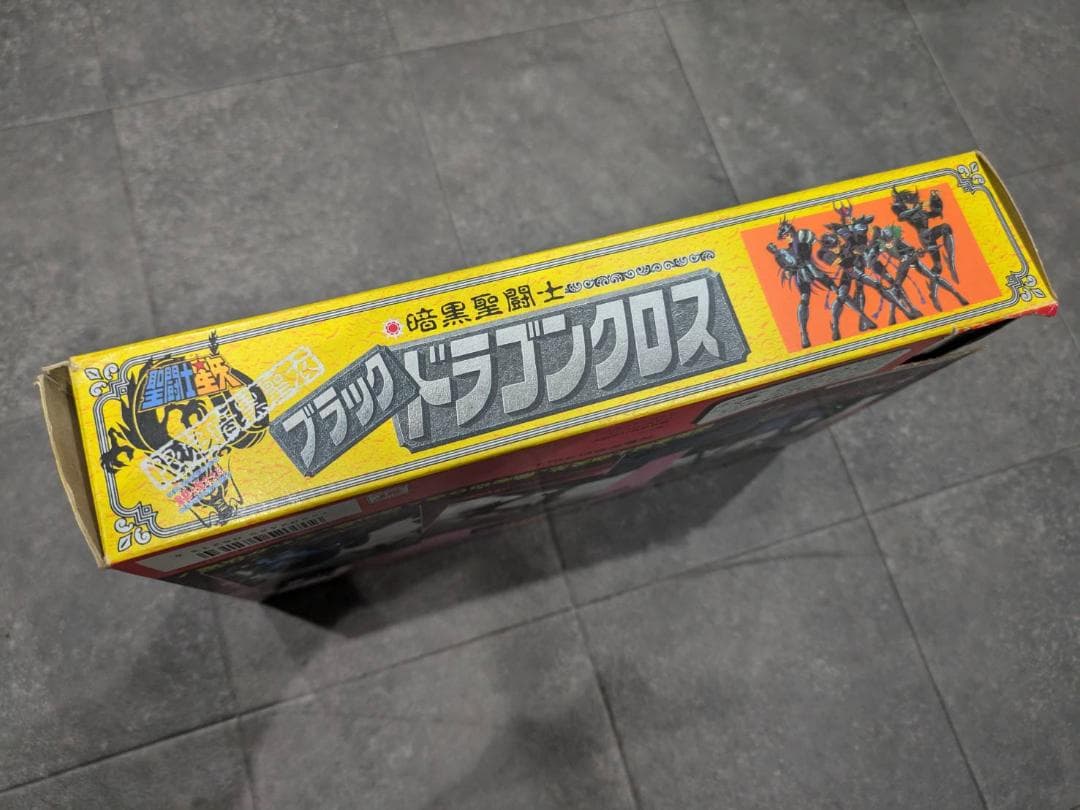 聖闘士星矢
暗黒聖闘士
ブラック
ドラゴンクロス